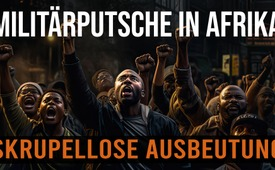 MILITÄRPUTSCHE IN AFRIKA
SKRUPELLOSE AUSBEUTUNG